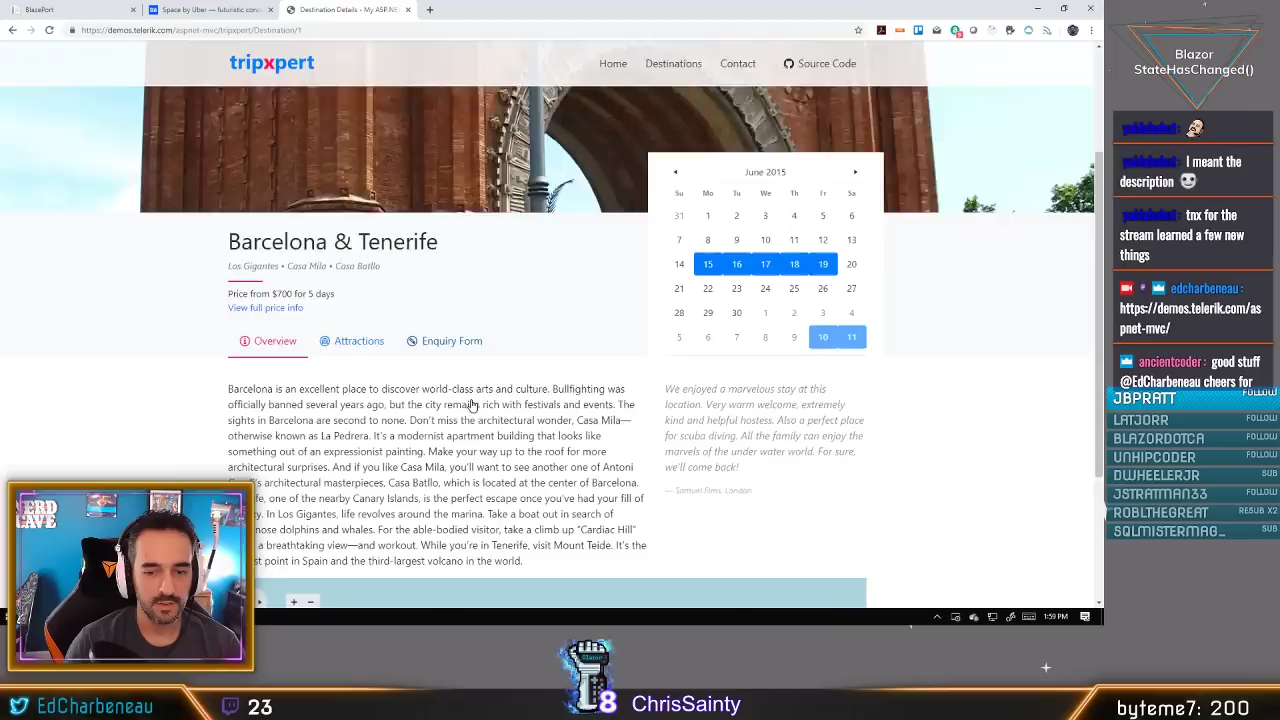 BlazePort
Space by Uber — futuristic con
Destination Details - My ASP.NE
https://demos.telerik.com/aspnet-mvc/tripxpert/Destination/1
tripxpert
Home
Destinations
Contact
Source Code
June 2015
Su Mo Tu We Th Fr Sa
31 1 2 3 4 5 6
7 8 9 10 11 12 13
14 15 16 17 18 19 20
21 22 23 24 25 26 27
28 29 30 1 2 3 4
5 6 7 8 9 10 11
Barcelona & Tenerife
Los Gigantes • Casa Mila • Casa Batllo
Price from $700 for 5 days
View full price info
Overview
Attractions
Enquiry Form
Barcelona is an excellent place to discover world-class arts and culture. Bullfighting was
officially banned several years ago, but the city remains rich with festivals and events. The
sights in Barcelona are second to none. Don't miss the architectural wonder, Casa Mila—
otherwise known as La Pedrera. It's a modernist apartment building that looks like
something out of an expressionist painting. Make your way up to the roof for more
architectural surprises. And if you like Casa Mila, you'll want to see another one of Antoni
architectural masterpieces, Casa Batllo, which is located at the center of Barcelona.
one of the nearby Canary Islands, is the perfect escape once you've had your fill of
In Los Gigantes, life revolves around the marina. Take a boat out in search of
nose dolphins and whales. For the able-bodied visitor, take a climb up "Cardiac Hill"
a breathtaking view—and workout. While you're in Tenerife, visit Mount Teide. It's the
point in Spain and the third-largest volcano in the world.
We enjoyed a marvelous stay at this
location. Very warm welcome, extremely
kind and helpful hostess. Also a perfect place
for scuba diving. All the family can enjoy the
marvels of the under water world. For sure,
we'll come back!
— Samuel Elms, London
1:59 PM
Blazor
StateHasChanged()
I meant the
description
tnx for the
stream learned a few new
things
edcharbeneau:
https://demos.telerik.com/as
pnet-mvc/
ancientcoder: good stuff
@EdCharbeneau cheers for
JBPRATT FOLLOW
LATJORR FOLLOW
BLAZORDOTCA FOLLOW
UNHIPCODER FOLLOW
DWHEELERJR SUB
JSTRATMAN33 FOLLOW
ROBLTHEGREAT RESUB X2
SQLMISTERMAG_ SUB
EdCharbeneau
23
Blazor
8 ChrisSainty
byteme7: 200